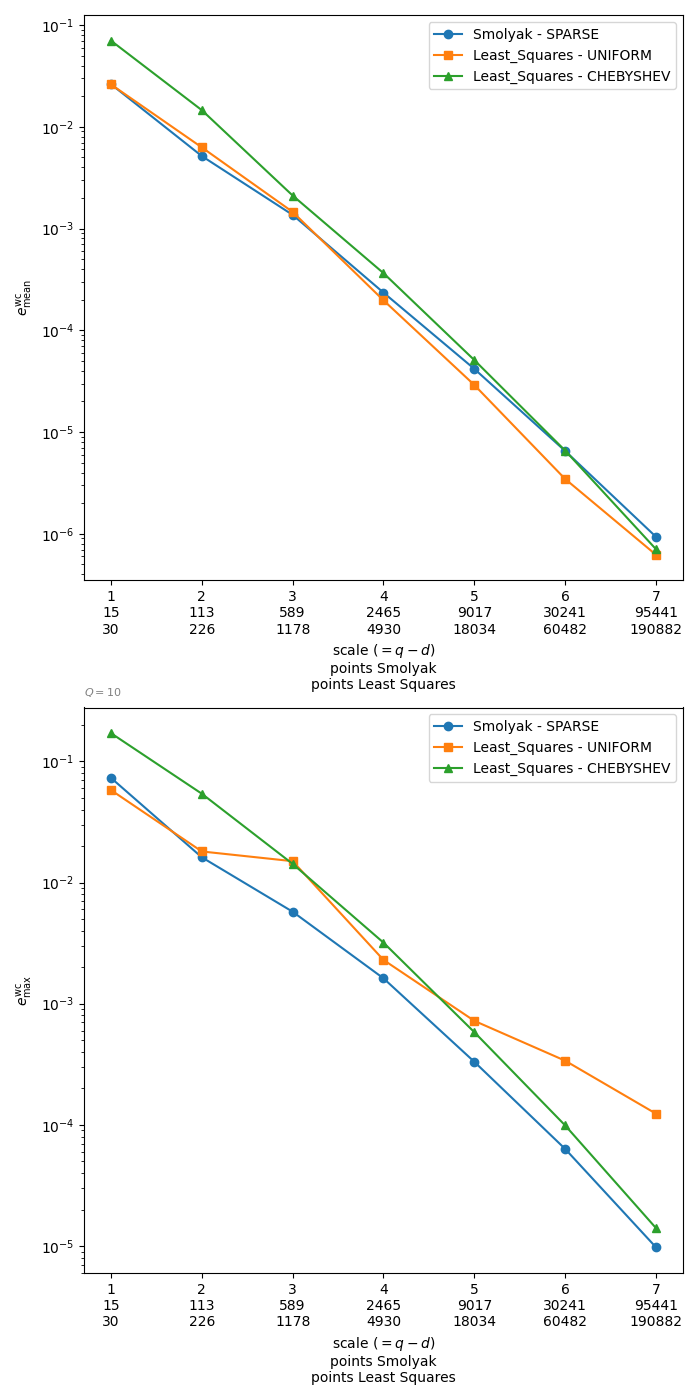 10⁻¹
10⁻²
10⁻³
10⁻⁴
10⁻⁵
10⁻⁶
e^wc_mean
Smolyak - SPARSE
Least_Squares - UNIFORM
Least_Squares - CHEBYSHEV
1 2 3 4 5 6 7
15 113 589 2465 9017 30241 95441
30 226 1178 4930 18034 60482 190882
scale (= q − d)
points Smolyak
points Least Squares
Q = 10
10⁻¹
10⁻²
10⁻³
10⁻⁴
10⁻⁵
e^wc_max
Smolyak - SPARSE
Least_Squares - UNIFORM
Least_Squares - CHEBYSHEV
1 2 3 4 5 6 7
15 113 589 2465 9017 30241 95441
30 226 1178 4930 18034 60482 190882
scale (= q − d)
points Smolyak
points Least Squares